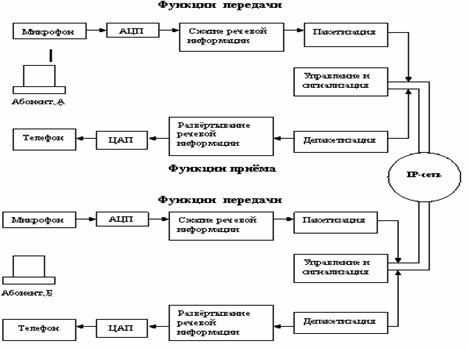 Функции передачи
Микрофон
АЦП
Сжатие речевой
информации
Пакетизация
Управление и
сигнализация
Абонент,А
Телефон
ЦАП
Развёртывание
речевой
информации
Депакетизация
Функции приёма
IP-сеть
Функции передачи
Микрофон
АЦП
Сжатие речевой
информации
Пакетизация
Управление и
сигнализация
Абонент,Б
Телефон
ЦАП
Развёртывание
речевой
информации
Депакетизация